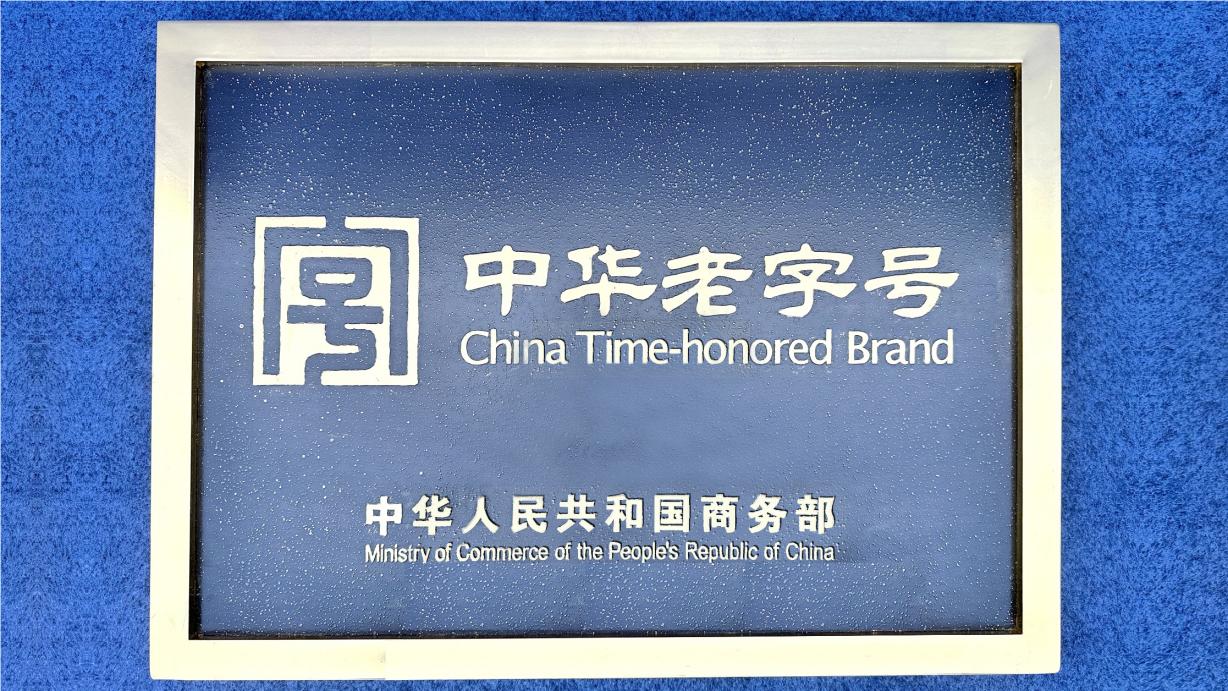 中华老字号
China Time-honored Brand
中华人民共和国商务部
Ministry of Commerce of the People's Republic of China